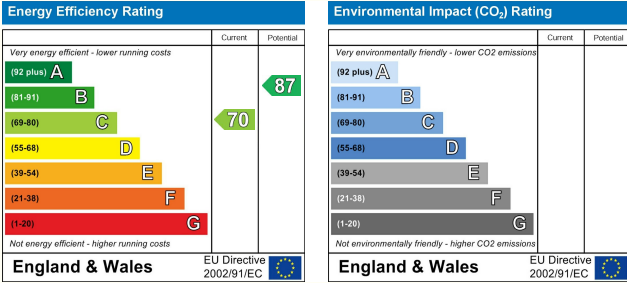 Energy Efficiency Rating
Current Potential
Very energy efficient - lower running costs
(92 plus) A
(81-91) B
87
(69-80) C
70
(55-68) D
(39-54) E
(21-38) F
(1-20) G
Not energy efficient - higher running costs
England & Wales
EU Directive
2002/91/EC
Environmental Impact (CO2) Rating
Current Potential
Very environmentally friendly - lower CO2 emissions
(92 plus) A
(81-91) B
(69-80) C
(55-68) D
(39-54) E
(21-38) F
(1-20) G
Not environmentally friendly - higher CO2 emissions
England & Wales
EU Directive
2002/91/EC